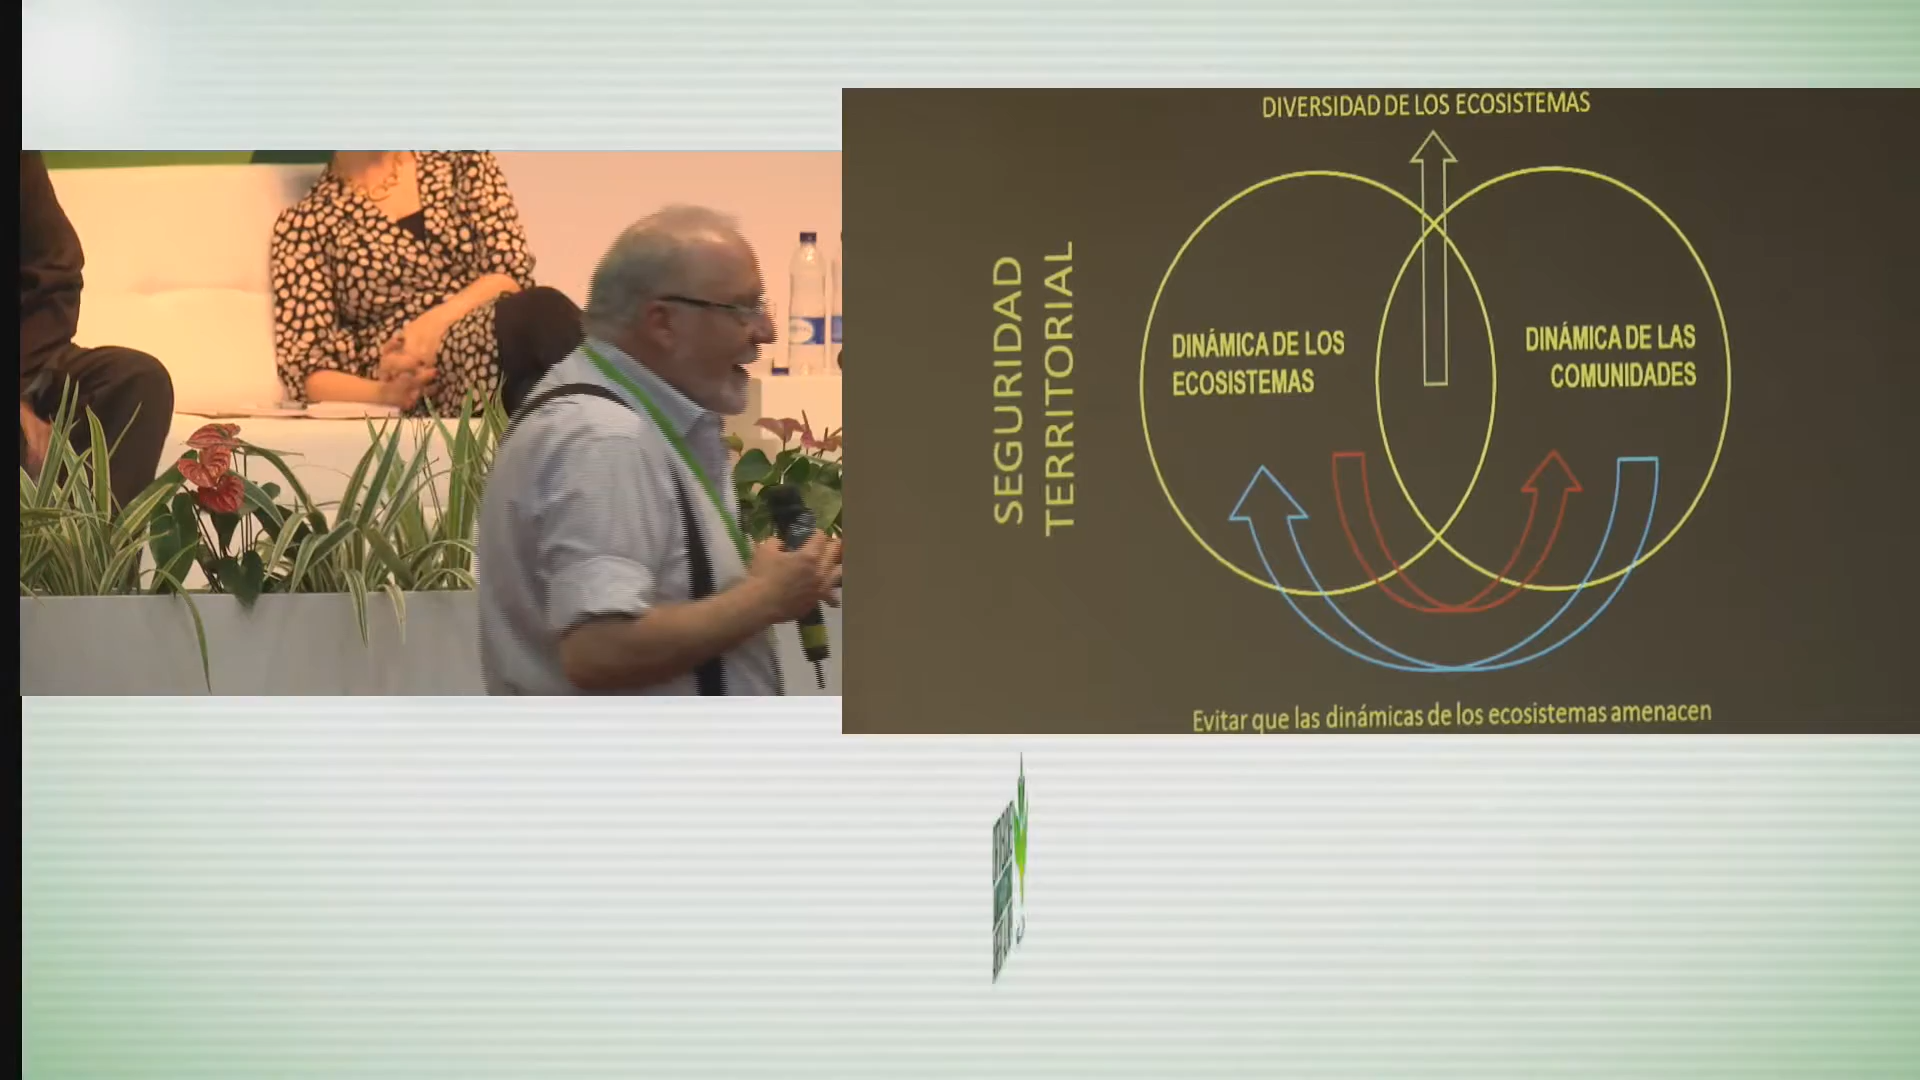 DIVERSIDAD DE LOS ECOSISTEMAS
SEGURIDAD
TERRITORIAL
DINÁMICA DE LOS
ECOSISTEMAS
DINÁMICA DE LAS
COMUNIDADES
Evitar que las dinámicas de los ecosistemas amenacen